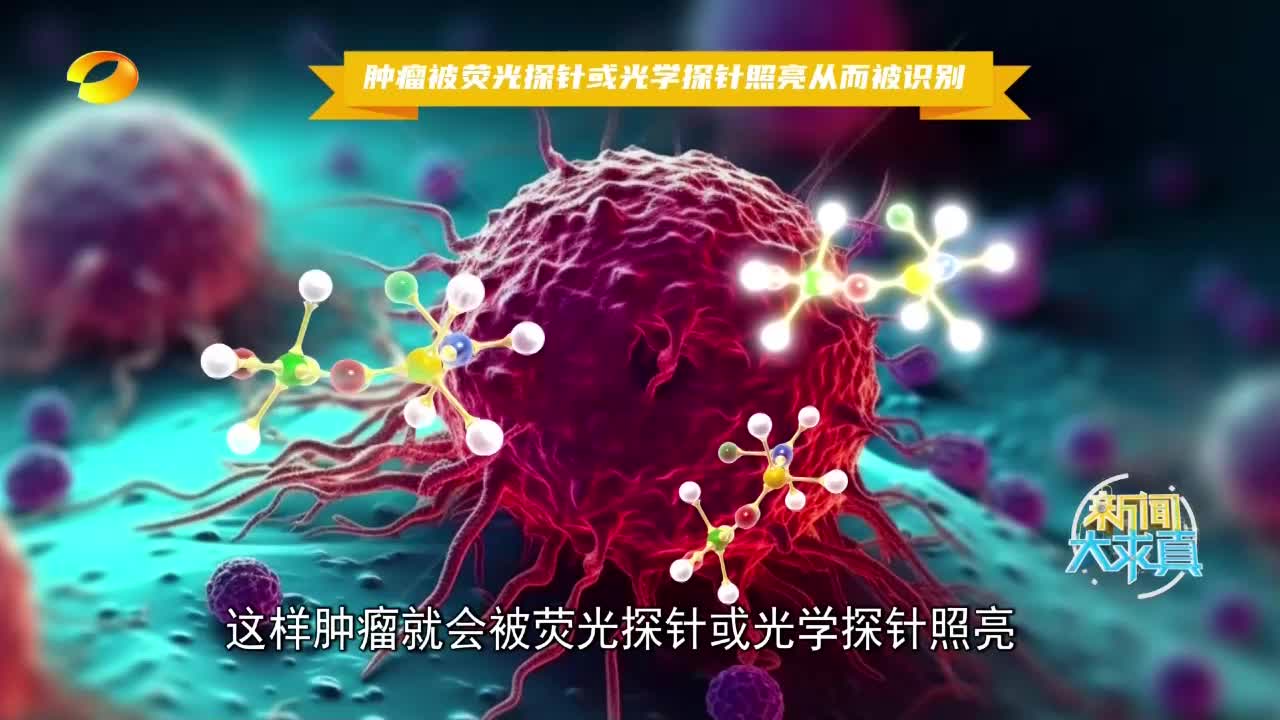 肿瘤被荧光探针或光学探针照亮从而被识别
新闻
大求真
这样肿瘤就会被荧光探针或光学探针照亮